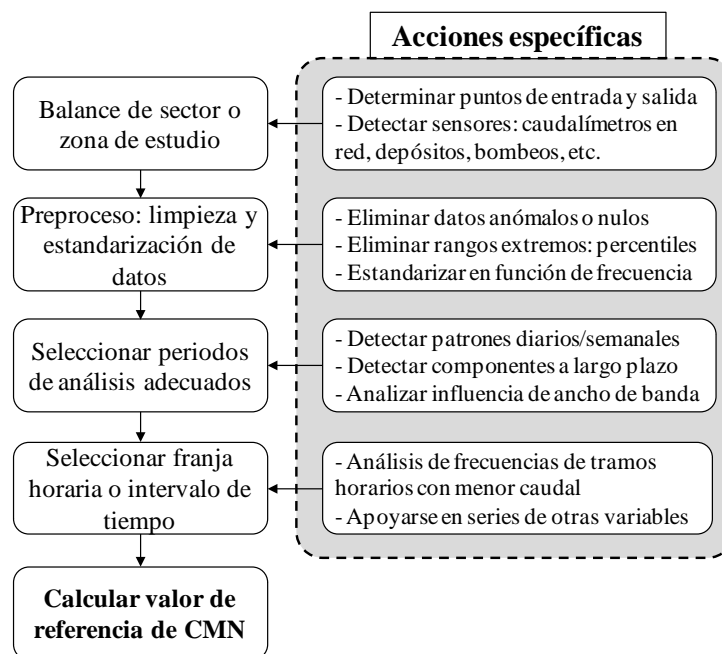 Acciones específicas
Balance de sector o
zona de estudio
- Determinar puntos de entrada y salida
- Detectar sensores: caudalímetros en
red, depósitos, bombeos, etc.
Preproceso: limpieza y
estandarización de
datos
- Eliminar datos anómalos o nulos
- Eliminar rangos extremos: percentiles
- Estandarizar en función de frecuencia
Seleccionar periodos
de análisis adecuados
- Detectar patrones diarios/semanales
- Detectar componentes a largo plazo
- Analizar influencia de ancho de banda
Seleccionar franja
horaria o intervalo de
tiempo
- Análisis de frecuencias de tramos
horarios con menor caudal
- Apoyarse en series de otras variables
Calcular valor de
referencia de CMN